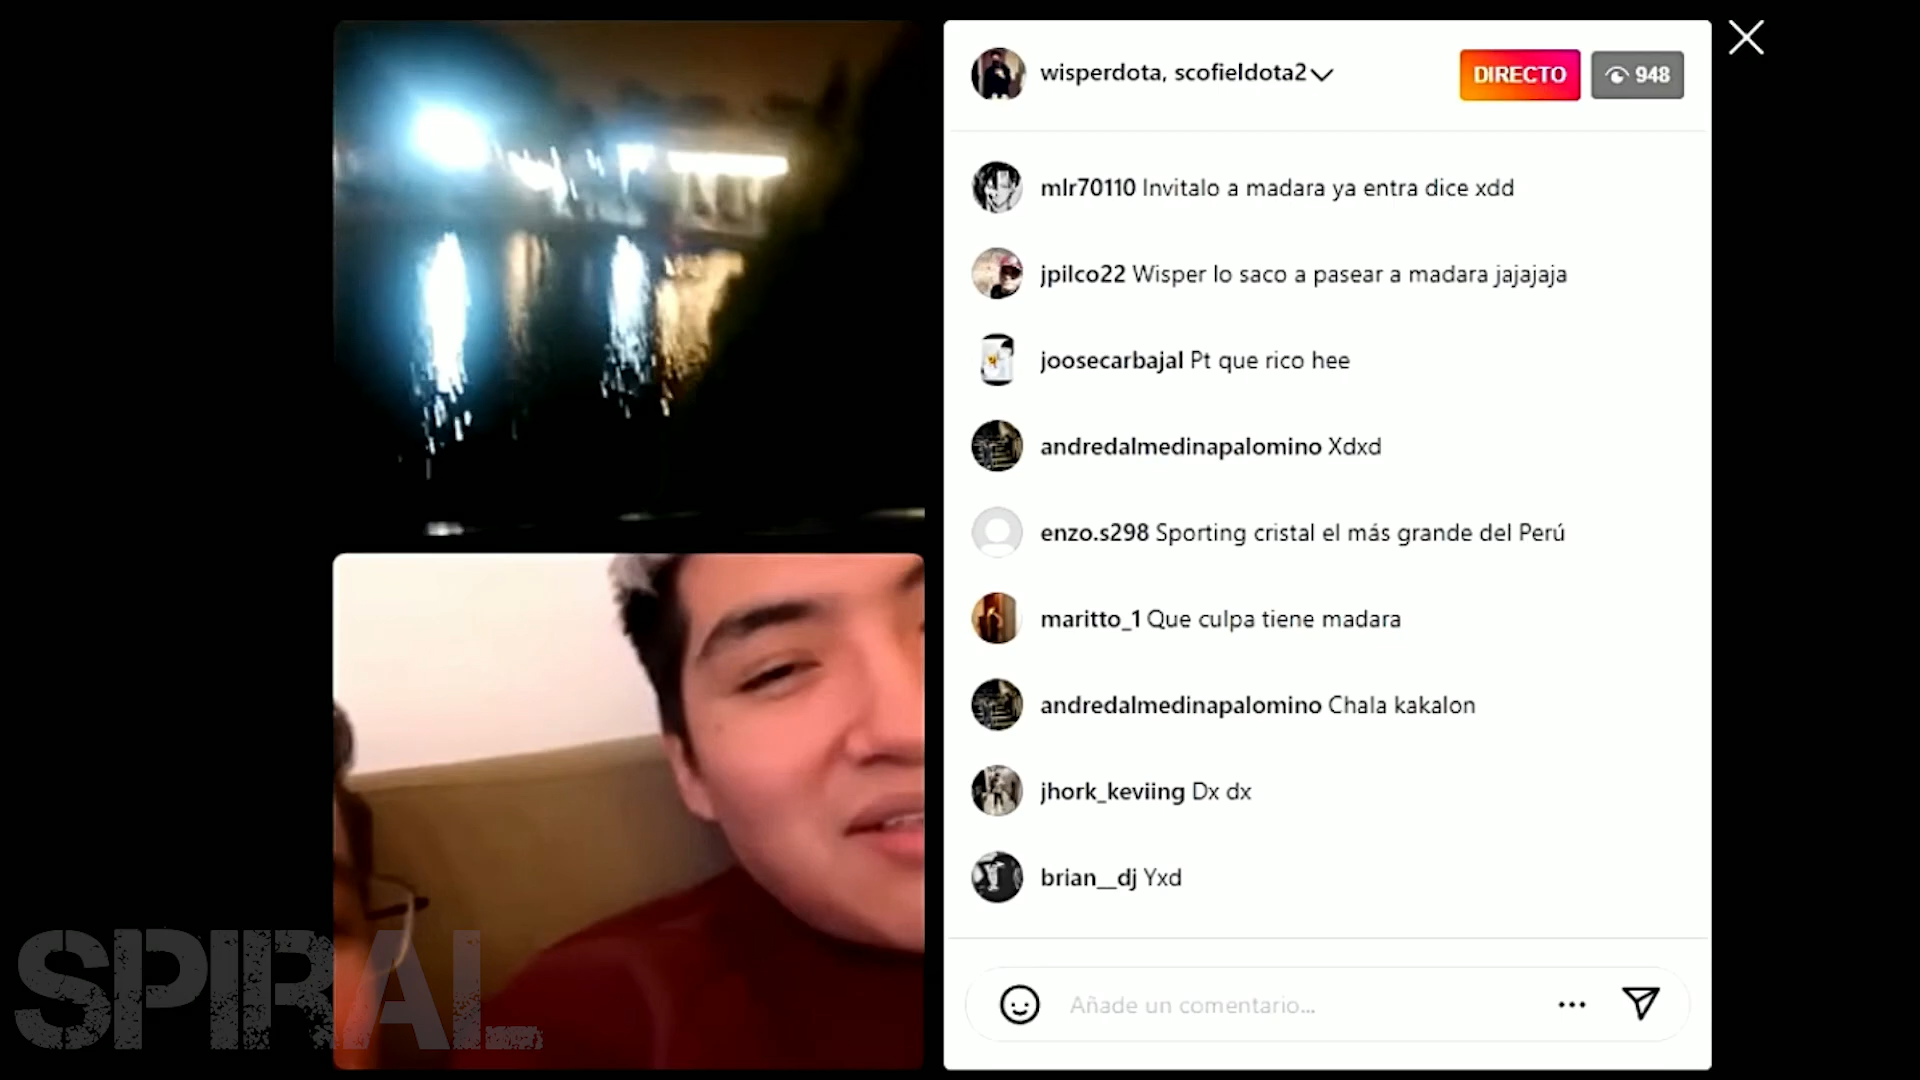 wisperdota, scofieldota2
DIRECTO
948
mlr70110 Invitalo a madara ya entra dice xdd
jpilco22 Wisper lo saco a pasear a madara jajajaja
joosecarbajal Pt que rico hee
andredalmedinapalomino Xdxd
enzo.s298 Sporting cristal el más grande del Perú
maritto_1 Que culpa tiene madara
andredalmedinapalomino Chala kakalon
jhork_keviing Dx dx
brian__dj Yxd
Añade un comentario...
SPIRAL